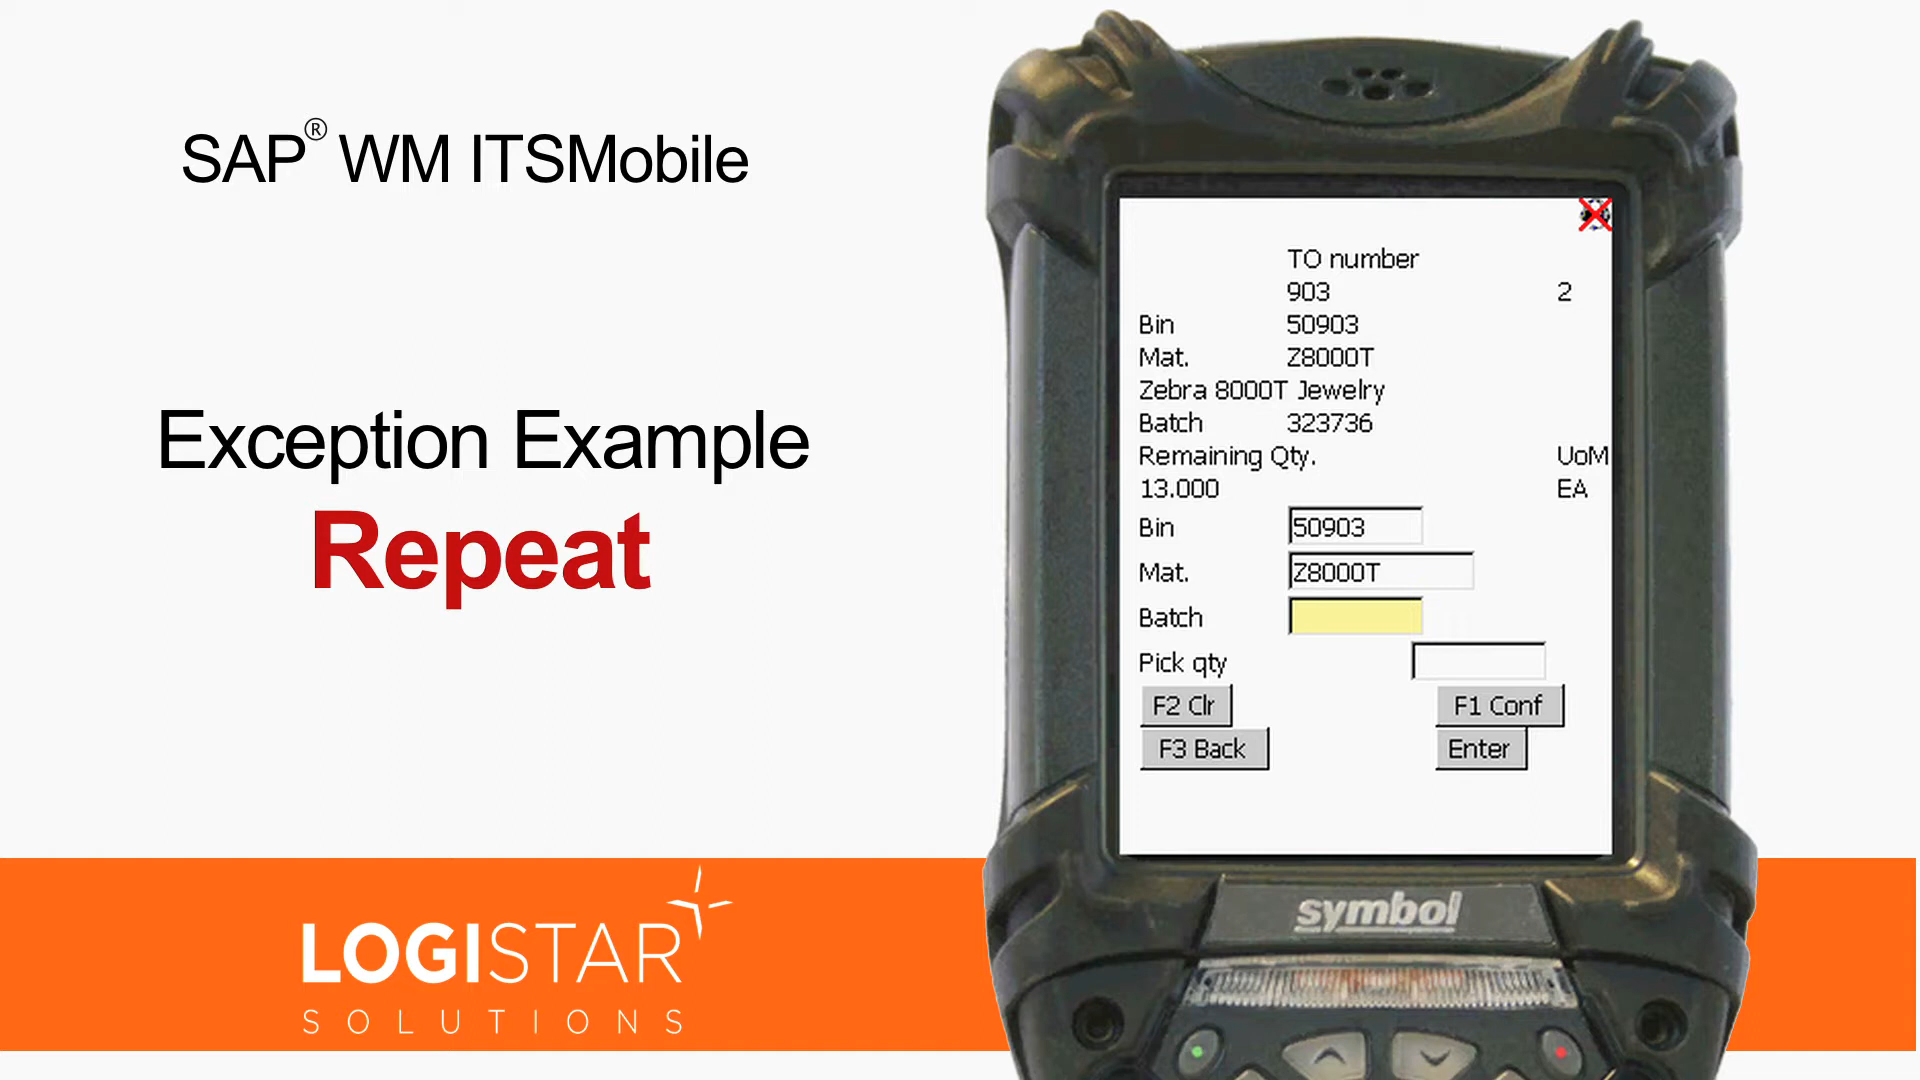 SAP® WM ITSMobile
Exception Example
Repeat
LOGISTAR
SOLUTIONS
TO number
903 2
Bin 50903
Mat. Z8000T
Zebra 8000T Jewelry
Batch 323736
Remaining Qty. UoM
13.000 EA
Bin 50903
Mat. Z8000T
Batch
Pick qty
F2 Clr F1 Conf
F3 Back Enter
symbol